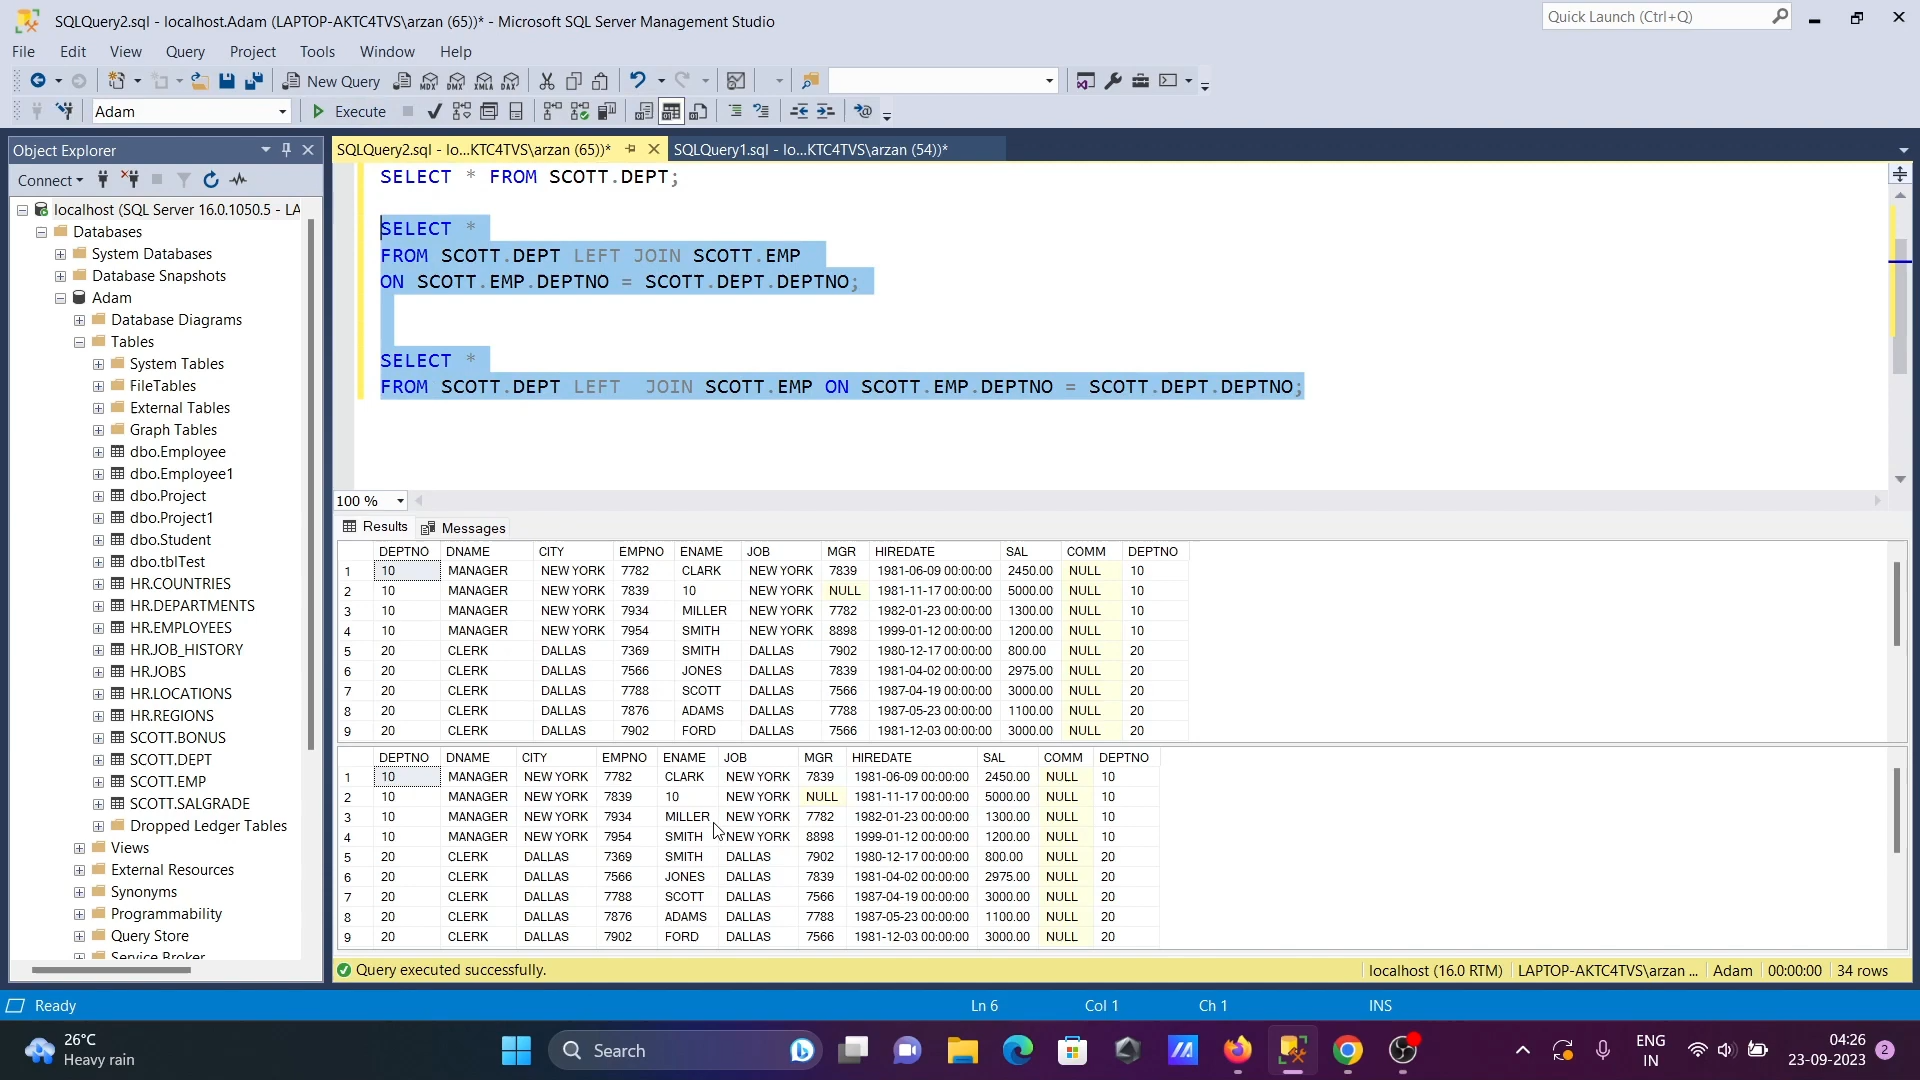 SQLQuery2.sql - localhost.Adam (LAPTOP-AKTC4TVS\arzan (65))* - Microsoft SQL Server Management Studio
Quick Launch (Ctrl+Q)
File Edit View Query Project Tools Window Help
New Query MDX DMX XMLA DAX
Adam Execute
Object Explorer
SQLQuery2.sql - lo...KTC4TVS\arzan (65))* SQLQuery1.sql - lo...KTC4TVS\arzan (54))*
Connect
localhost (SQL Server 16.0.1050.5 - LA
Databases
System Databases
Database Snapshots
Adam
Database Diagrams
Tables
System Tables
FileTables
External Tables
Graph Tables
dbo.Employee
dbo.Employee1
dbo.Project
dbo.Project1
dbo.Student
dbo.tblTest
HR.COUNTRIES
HR.DEPARTMENTS
HR.EMPLOYEES
HR.JOB_HISTORY
HR.JOBS
HR.LOCATIONS
HR.REGIONS
SCOTT.BONUS
SCOTT.DEPT
SCOTT.EMP
SCOTT.SALGRADE
Dropped Ledger Tables
Views
External Resources
Synonyms
Programmability
Query Store
Service Broker
SELECT * FROM SCOTT.DEPT;
SELECT *
FROM SCOTT.DEPT LEFT JOIN SCOTT.EMP
ON SCOTT.EMP.DEPTNO = SCOTT.DEPT.DEPTNO;
SELECT *
FROM SCOTT.DEPT LEFT  JOIN SCOTT.EMP ON SCOTT.EMP.DEPTNO = SCOTT.DEPT.DEPTNO;
100 %
Results Messages
DEPTNO DNAME CITY EMPNO ENAME JOB MGR HIREDATE SAL COMM DEPTNO
1 10 MANAGER NEW YORK 7782 CLARK NEW YORK 7839 1981-06-09 00:00:00 2450.00 NULL 10
2 10 MANAGER NEW YORK 7839 10 NEW YORK NULL 1981-11-17 00:00:00 5000.00 NULL 10
3 10 MANAGER NEW YORK 7934 MILLER NEW YORK 7782 1982-01-23 00:00:00 1300.00 NULL 10
4 10 MANAGER NEW YORK 7954 SMITH NEW YORK 8898 1999-01-12 00:00:00 1200.00 NULL 10
5 20 CLERK DALLAS 7369 SMITH DALLAS 7902 1980-12-17 00:00:00 800.00 NULL 20
6 20 CLERK DALLAS 7566 JONES DALLAS 7839 1981-04-02 00:00:00 2975.00 NULL 20
7 20 CLERK DALLAS 7788 SCOTT DALLAS 7566 1987-04-19 00:00:00 3000.00 NULL 20
8 20 CLERK DALLAS 7876 ADAMS DALLAS 7788 1987-05-23 00:00:00 1100.00 NULL 20
9 20 CLERK DALLAS 7902 FORD DALLAS 7566 1981-12-03 00:00:00 3000.00 NULL 20
DEPTNO DNAME CITY EMPNO ENAME JOB MGR HIREDATE SAL COMM DEPTNO
1 10 MANAGER NEW YORK 7782 CLARK NEW YORK 7839 1981-06-09 00:00:00 2450.00 NULL 10
2 10 MANAGER NEW YORK 7839 10 NEW YORK NULL 1981-11-17 00:00:00 5000.00 NULL 10
3 10 MANAGER NEW YORK 7934 MILLER NEW YORK 7782 1982-01-23 00:00:00 1300.00 NULL 10
4 10 MANAGER NEW YORK 7954 SMITH NEW YORK 8898 1999-01-12 00:00:00 1200.00 NULL 10
5 20 CLERK DALLAS 7369 SMITH DALLAS 7902 1980-12-17 00:00:00 800.00 NULL 20
6 20 CLERK DALLAS 7566 JONES DALLAS 7839 1981-04-02 00:00:00 2975.00 NULL 20
7 20 CLERK DALLAS 7788 SCOTT DALLAS 7566 1987-04-19 00:00:00 3000.00 NULL 20
8 20 CLERK DALLAS 7876 ADAMS DALLAS 7788 1987-05-23 00:00:00 1100.00 NULL 20
9 20 CLERK DALLAS 7902 FORD DALLAS 7566 1981-12-03 00:00:00 3000.00 NULL 20
Query executed successfully. localhost (16.0 RTM) LAPTOP-AKTC4TVS\arzan ... Adam 00:00:00 34 rows
Ready Ln 6 Col 1 Ch 1 INS
26°C
Heavy rain
Search
ENG
IN
04:26
23-09-2023
2